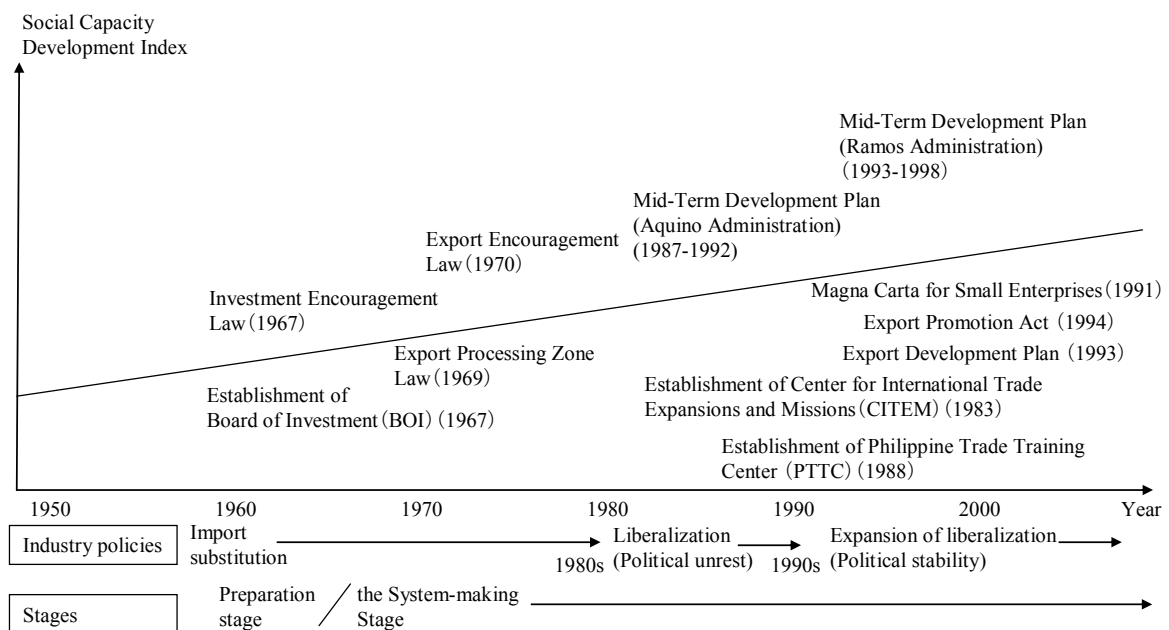 Social Capacity
Development Index
Mid-Term Development Plan
(Ramos Administration)
(1993-1998)
Mid-Term Development Plan
(Aquino Administration)
(1987-1992)
Export Encouragement
Law (1970)
Investment Encouragement
Law (1967)
Magna Carta for Small Enterprises (1991)
Export Promotion Act (1994)
Export Development Plan (1993)
Export Processing Zone
Law (1969)
Establishment of
Board of Investment (BOI) (1967)
Establishment of Center for International Trade
Expansions and Missions (CITEM) (1983)
Establishment of Philippine Trade Training
Center (PTTC) (1988)
1950 1960 1970 1980 1990 2000 Year
Industry policies
Import
substitution
1980s
Liberalization
(Political unrest)
1990s
Expansion of liberalization
(Political stability)
Stages
Preparation
stage
the System-making
Stage